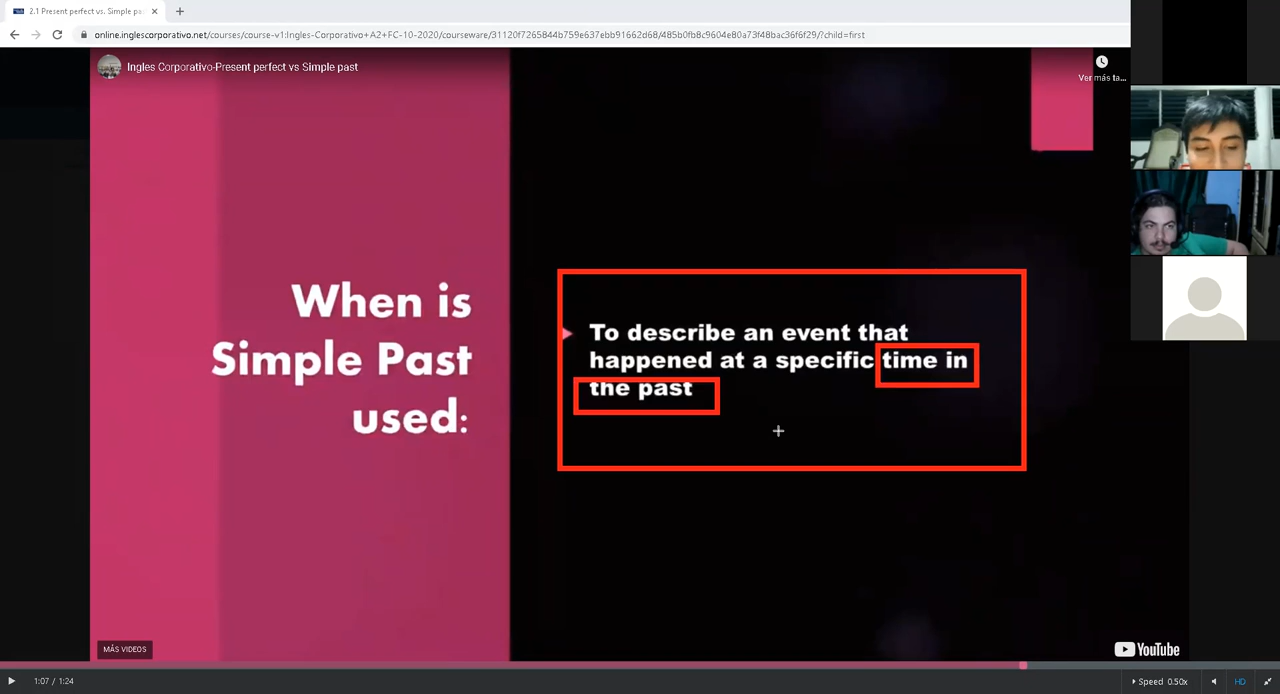 2.1 Present perfect vs. Simple pa
online.inglescorporativo.net/courses/course-v1:Ingles-Corporativo+A2+FC-10-2020/courseware/31120f7265844b759e637ebb91662d68/485b0fb8c9604e80a73f48bac36f6f29/?child=first
Ingles Corporativo-Present perfect vs Simple past
Ver más ta...
When is
Simple Past
used:
To describe an event that
happened at a specific time in
the past
MÁS VIDEOS
YouTube
1:07 / 1:24
Speed 0.50x
HD